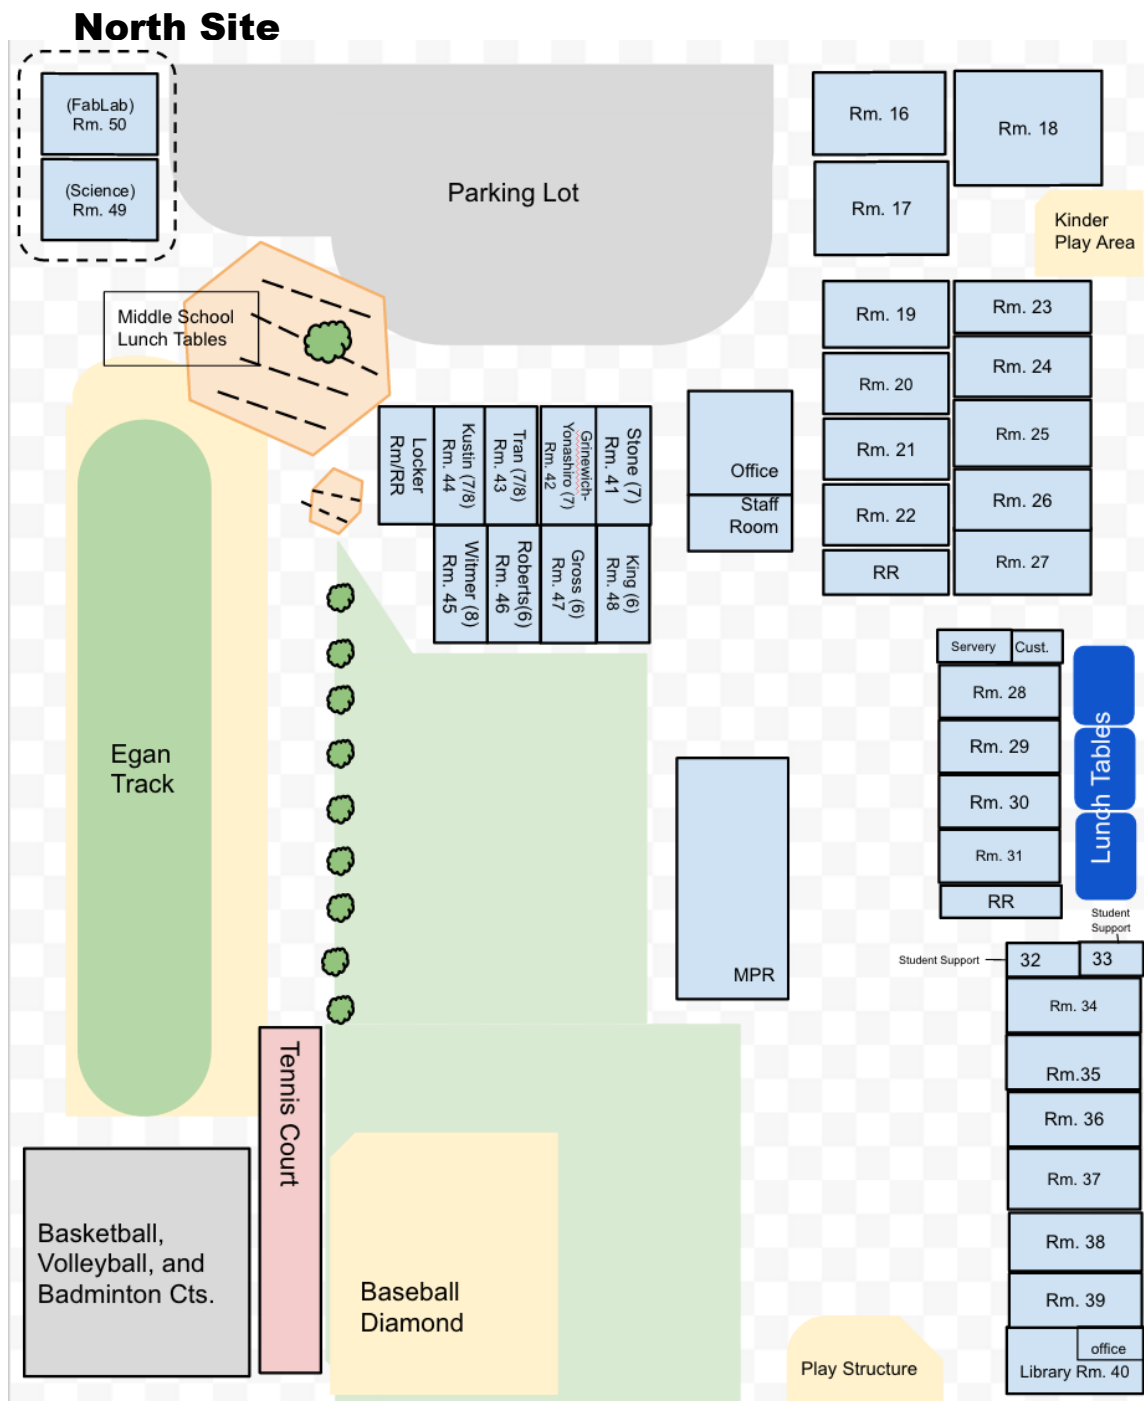 North Site
(FabLab)
Rm. 50
(Science)
Rm. 49
Parking Lot
Rm. 16
Rm. 18
Rm. 17
Kinder
Play Area
Middle School
Lunch Tables
Rm. 19
Rm. 23
Rm. 20
Rm. 24
Rm. 21
Rm. 25
Rm. 22
Rm. 26
RR
Rm. 27
Locker
Rm/RR
Kustin (7/8)
Rm. 44
Tran (7/8)
Rm. 43
Grinewich-
Yonashiro (7)
Rm. 42
Stone (7)
Rm. 41
Witmer (8)
Rm. 45
Roberts(6)
Rm. 46
Gross (6)
Rm. 47
King (6)
Rm. 48
Office
Staff
Room
Servery
Cust.
Rm. 28
Rm. 29
Rm. 30
Rm. 31
RR
Lunch Tables
Egan
Track
MPR
Student
Support
Student Support
32
33
Rm. 34
Rm.35
Rm. 36
Rm. 37
Rm. 38
Rm. 39
office
Library Rm. 40
Tennis Court
Basketball,
Volleyball, and
Badminton Cts.
Baseball
Diamond
Play Structure